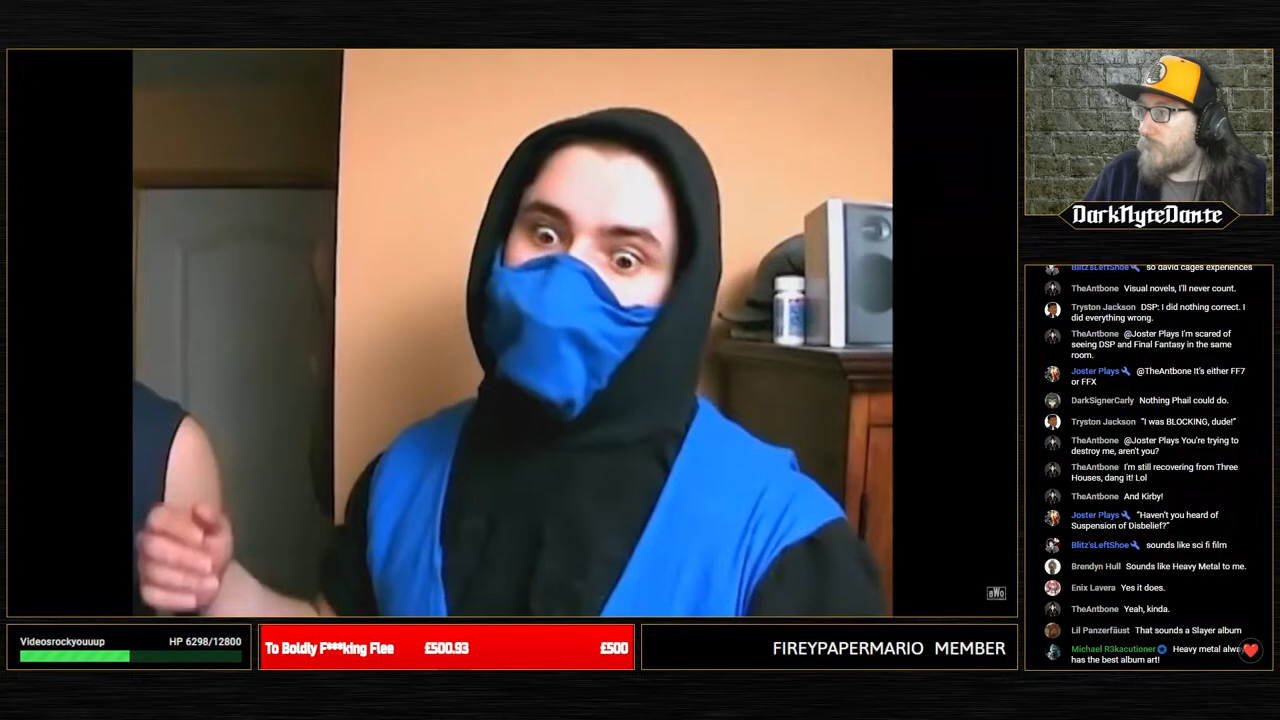 DarkNyteDante
Blitz'sLeftShoe so david cages experiences
TheAntbone Visual novels, I'll never count.
Tryston Jackson DSP: I did nothing correct. I
did everything wrong.
TheAntbone @Joster Plays I'm scared of
seeing DSP and Final Fantasy in the same
room.
Joster Plays @TheAntbone It's either FF7
or FFX
DarkSignerCarly Nothing Phail could do.
Tryston Jackson "I was BLOCKING, dude!"
TheAntbone @Joster Plays You're trying to
destroy me, aren't you?
TheAntbone I'm still recovering from Three
Houses, dang it! Lol
TheAntbone And Kirby!
Joster Plays "Haven't you heard of
Suspension of Disbelief?"
Blitz'sLeftShoe sounds like sci fi film
Brendyn Hull Sounds like Heavy Metal to me.
Enix Lavera Yes it does.
TheAntbone Yeah, kinda.
Lil Panzerfäust That sounds a Slayer album
Michael R3kacutioner Heavy metal alwa
has the best album art!
BWO
Videosrockyouuup HP 6298/12800
To Boldly F***king Flee £500.93 £500
FIREYPAPERMARIO MEMBER